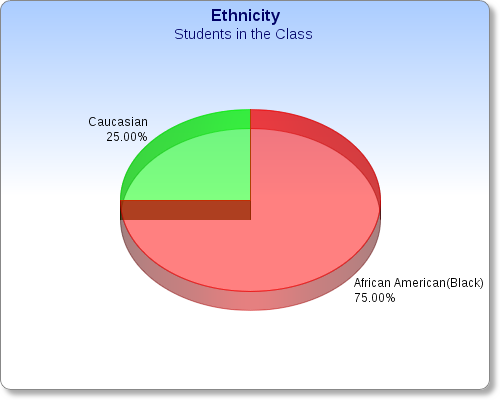 Ethnicity
Students in the Class
Caucasian
25.00%
African American(Black)
75.00%